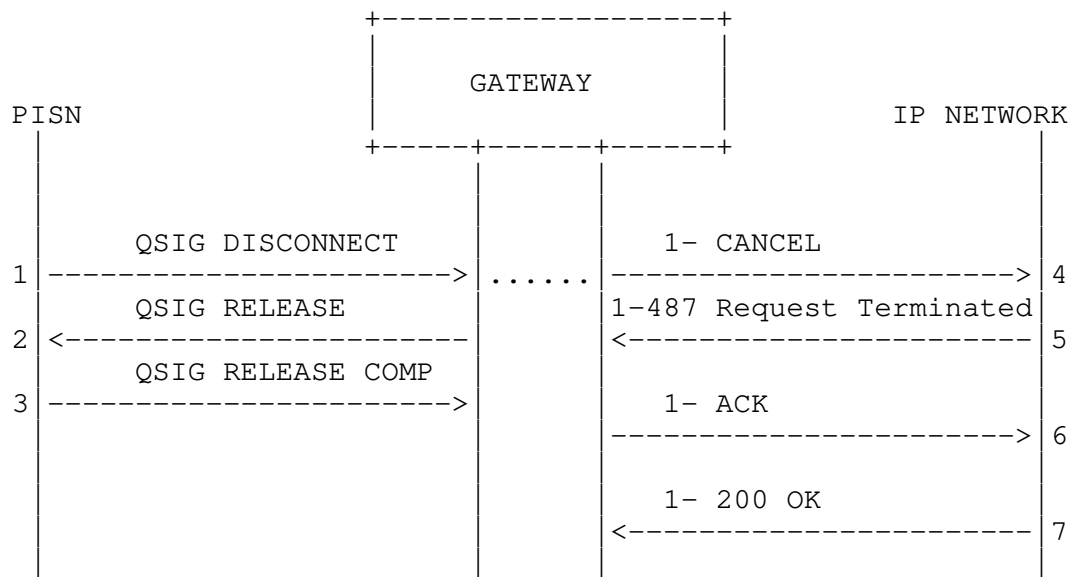 GATEWAY
PISN IP NETWORK
QSIG DISCONNECT 1- CANCEL
1 ...... 4
QSIG RELEASE 1-487 Request Terminated
2 5
QSIG RELEASE COMP
3 1- ACK
6
1- 200 OK
7